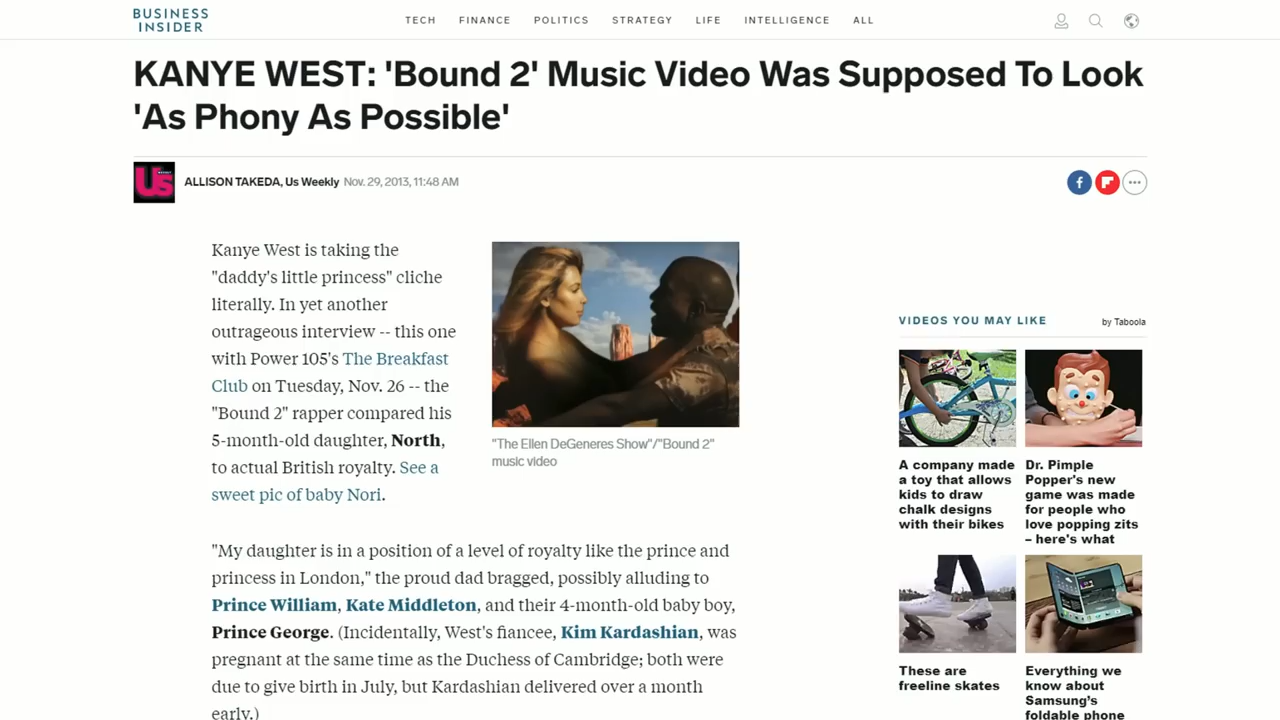 BUSINESS
INSIDER
TECH FINANCE POLITICS STRATEGY LIFE INTELLIGENCE ALL
KANYE WEST: 'Bound 2' Music Video Was Supposed To Look
'As Phony As Possible'
Us
ALLISON TAKEDA, Us Weekly Nov. 29, 2013, 11:48 AM
Kanye West is taking the
"daddy's little princess" cliche
literally. In yet another
outrageous interview -- this one
with Power 105's The Breakfast
Club on Tuesday, Nov. 26 -- the
"Bound 2" rapper compared his
5-month-old daughter, North,
to actual British royalty. See a
sweet pic of baby Nori.
"The Ellen DeGeneres Show"/"Bound 2"
music video
"My daughter is in a position of a level of royalty like the prince and
princess in London," the proud dad bragged, possibly alluding to
Prince William, Kate Middleton, and their 4-month-old baby boy,
Prince George. (Incidentally, West's fiancee, Kim Kardashian, was
pregnant at the same time as the Duchess of Cambridge; both were
due to give birth in July, but Kardashian delivered over a month
early.)
VIDEOS YOU MAY LIKE
by Taboola
A company made
a toy that allows
kids to draw
chalk designs
with their bikes
Dr. Pimple
Popper's new
game was made
for people who
love popping zits
– here's what
These are
freeline skates
Everything we
know about
Samsung's
foldable phone